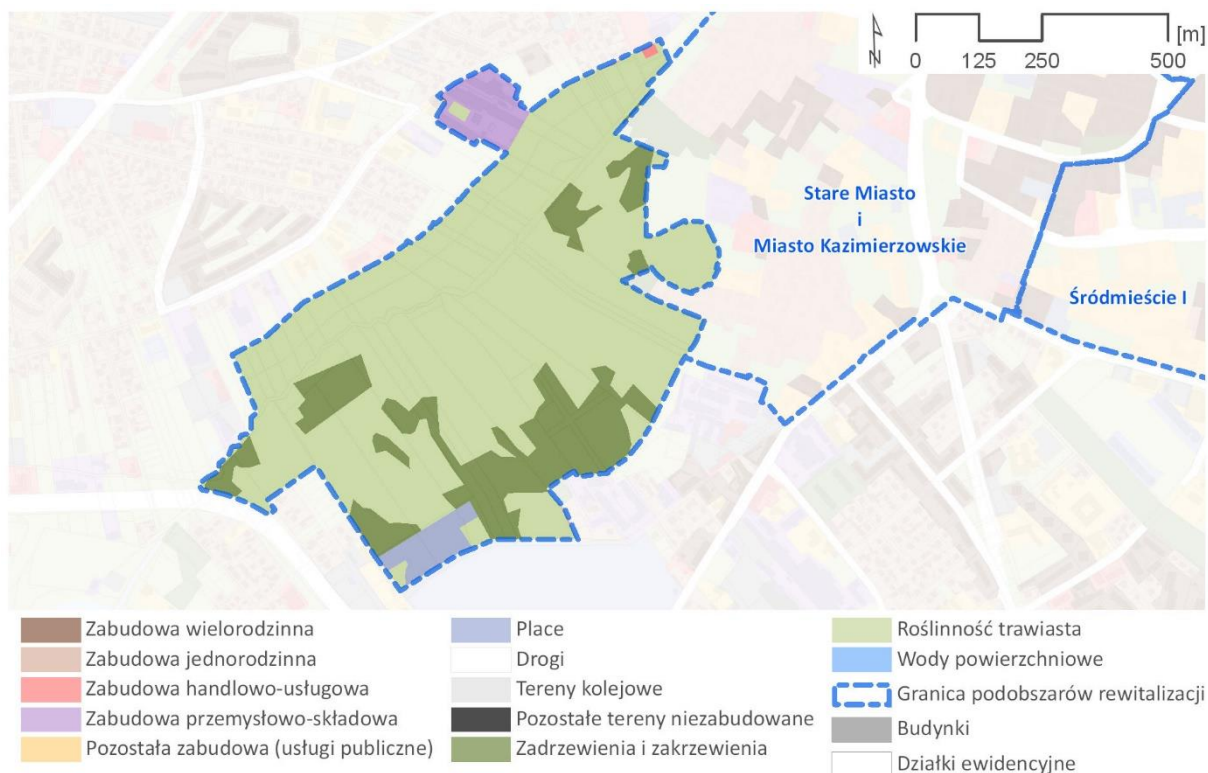 N
[m]
0 125 250 500
Stare Miasto
i
Miasto Kazimierzowskie
Śródmieście I
Zabudowa wielorodzinna
Zabudowa jednorodzinna
Zabudowa handlowo-usługowa
Zabudowa przemysłowo-składowa
Pozostała zabudowa (usługi publiczne)
Place
Drogi
Tereny kolejowe
Pozostałe tereny niezabudowane
Zadrzewienia i zakrzewienia
Roślinność trawiasta
Wody powierzchniowe
Granica podobszarów rewitalizacji
Budynki
Działki ewidencyjne